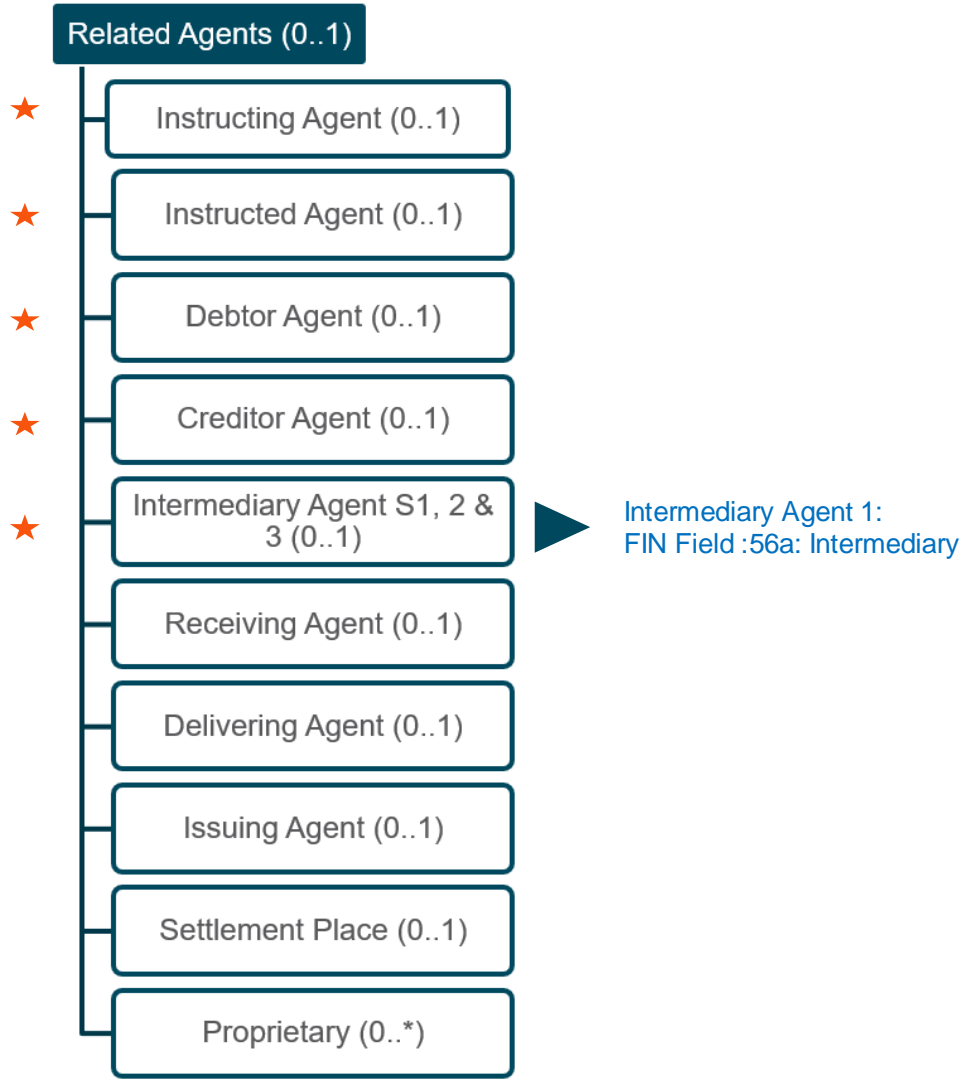 Related Agents (0..1)
Instructing Agent (0..1)
Instructed Agent (0..1)
Debtor Agent (0..1)
Creditor Agent (0..1)
Intermediary Agent S1, 2 &
3 (0..1)
Intermediary Agent 1:
FIN Field :56a: Intermediary
Receiving Agent (0..1)
Delivering Agent (0..1)
Issuing Agent (0..1)
Settlement Place (0..1)
Proprietary (0..*)